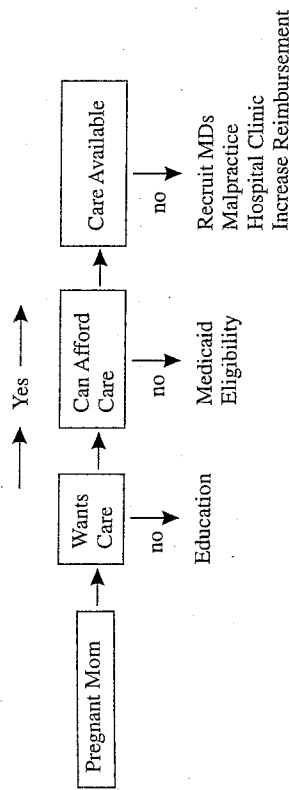 Yes
Pregnant Mom
Wants
Care
Can Afford
Care
Care Available
no
no
no
Education
Medicaid
Eligibility
Recruit MDs
Malpractice
Hospital Clinic
Increase Reimbursement